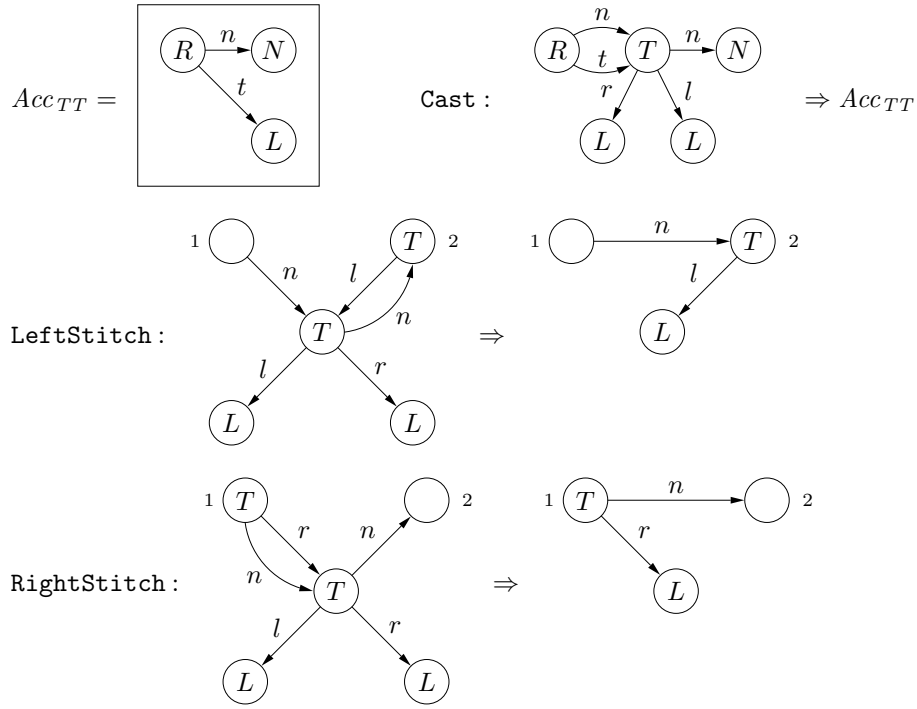 R n N n T n N
R t
Acc_TT = t Cast : r l ⇒ Acc_TT
L L L
1 T 2 1 n T 2
n l l
LeftStitch : T n ⇒ L
l r
L L
1 T 2 1 T n 2
r n r
RightStitch : n T ⇒ L
l r
L L